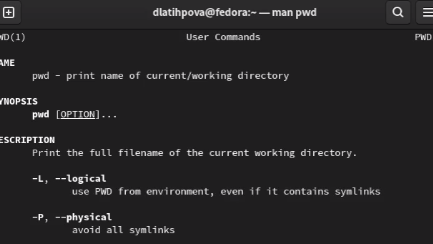 dlatihpova@fedora:~ — man pwd
WD(1) User Commands PWD
AME
pwd - print name of current/working directory
YNOPSIS
pwd [OPTION]...
ESCRIPTION
Print the full filename of the current working directory.
-L, --logical
use PWD from environment, even if it contains symlinks
-P, --physical
avoid all symlinks